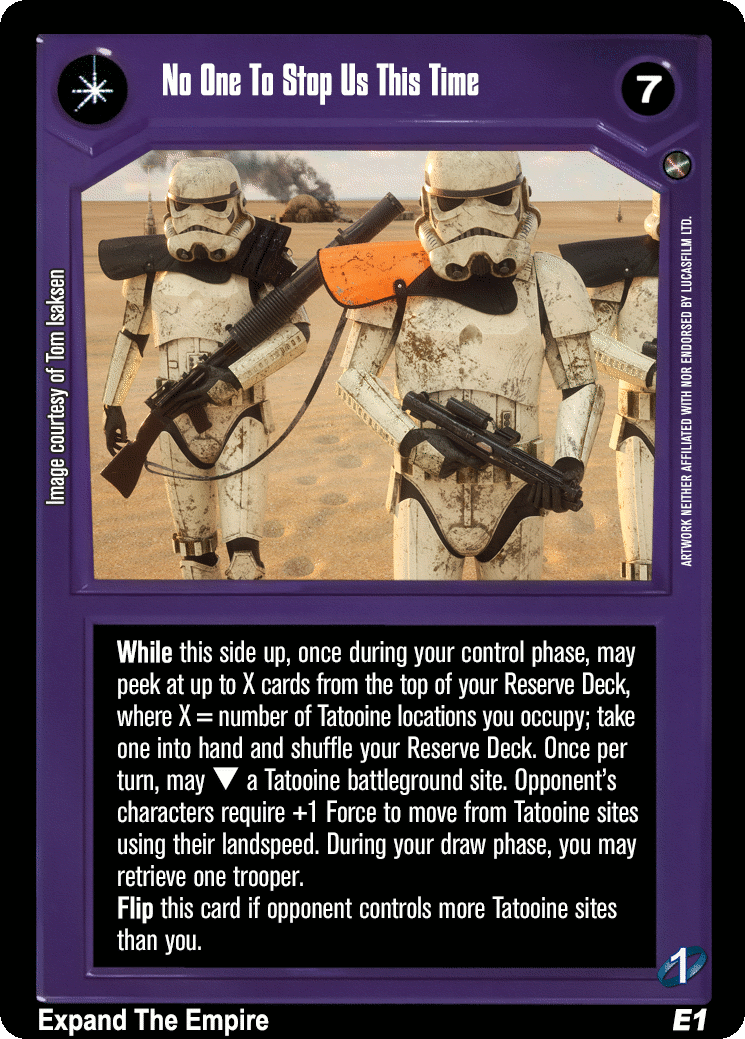 No One To Stop Us This Time
7
Image courtesy of Tom Isaksen
ARTWORK NEITHER AFFILIATED WITH NOR ENDORSED BY LUCASFILM LTD.
While this side up, once during your control phase, may
peek at up to X cards from the top of your Reserve Deck,
where X = number of Tatooine locations you occupy; take
one into hand and shuffle your Reserve Deck. Once per
turn, may ▼ a Tatooine battleground site. Opponent's
characters require +1 Force to move from Tatooine sites
using their landspeed. During your draw phase, you may
retrieve one trooper.
Flip this card if opponent controls more Tatooine sites
than you.
1
Expand The Empire
E1